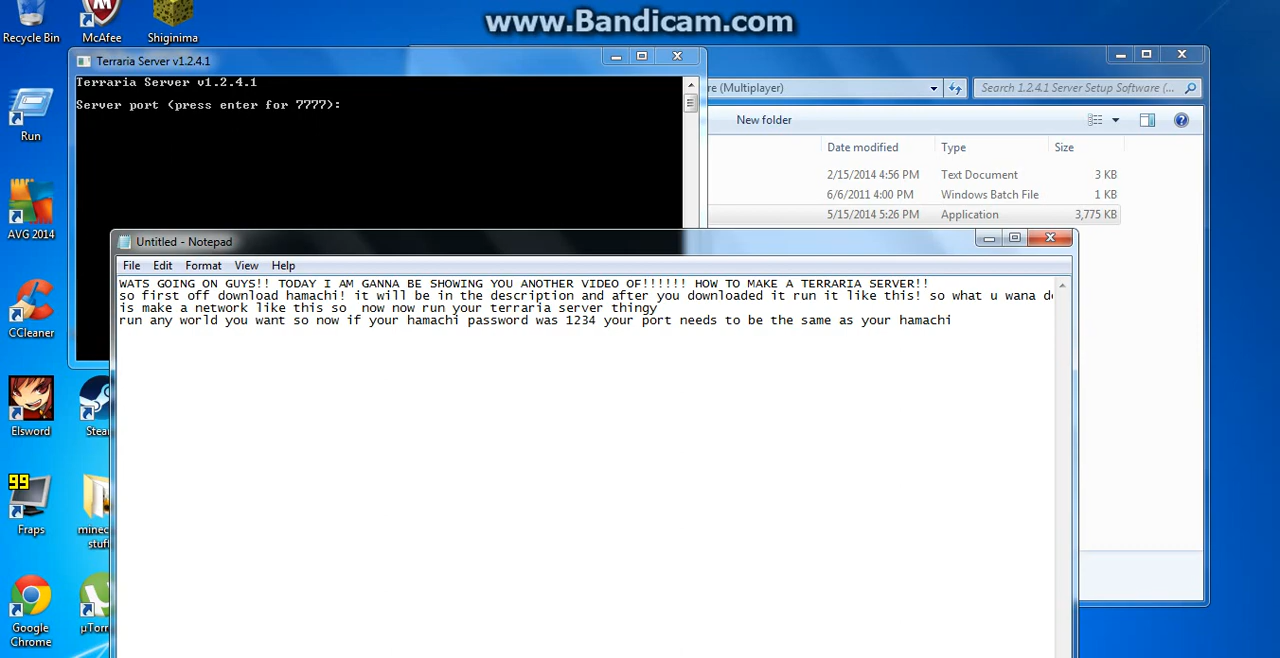 www.Bandicam.com
Recycle Bin
McAfee
Shiginima
Terraria Server v1.2.4.1
Terraria Server v1.2.4.1
Server port (press enter for 7777):
re (Multiplayer)
Search 1.2.4.1 Server Setup Software (...
New folder
Date modified Type Size
2/15/2014 4:56 PM Text Document 3 KB
6/6/2011 4:00 PM Windows Batch File 1 KB
5/15/2014 5:26 PM Application 3,775 KB
Run
AVG 2014
CCleaner
Elsword
Stea
99
Fraps
minec
stuf
Google
Chrome
µTorr
Untitled - Notepad
File Edit Format View Help
WATS GOING ON GUYS!! TODAY I AM GANNA BE SHOWING YOU ANOTHER VIDEO OF!!!!!! HOW TO MAKE A TERRARIA SERVER!!
so first off download hamachi! it will be in the description and after you downloaded it run it like this! so what u wana do
is make a network like this so  now now run your terraria server thingy
run any world you want so now if your hamachi password was 1234 your port needs to be the same as your hamachi